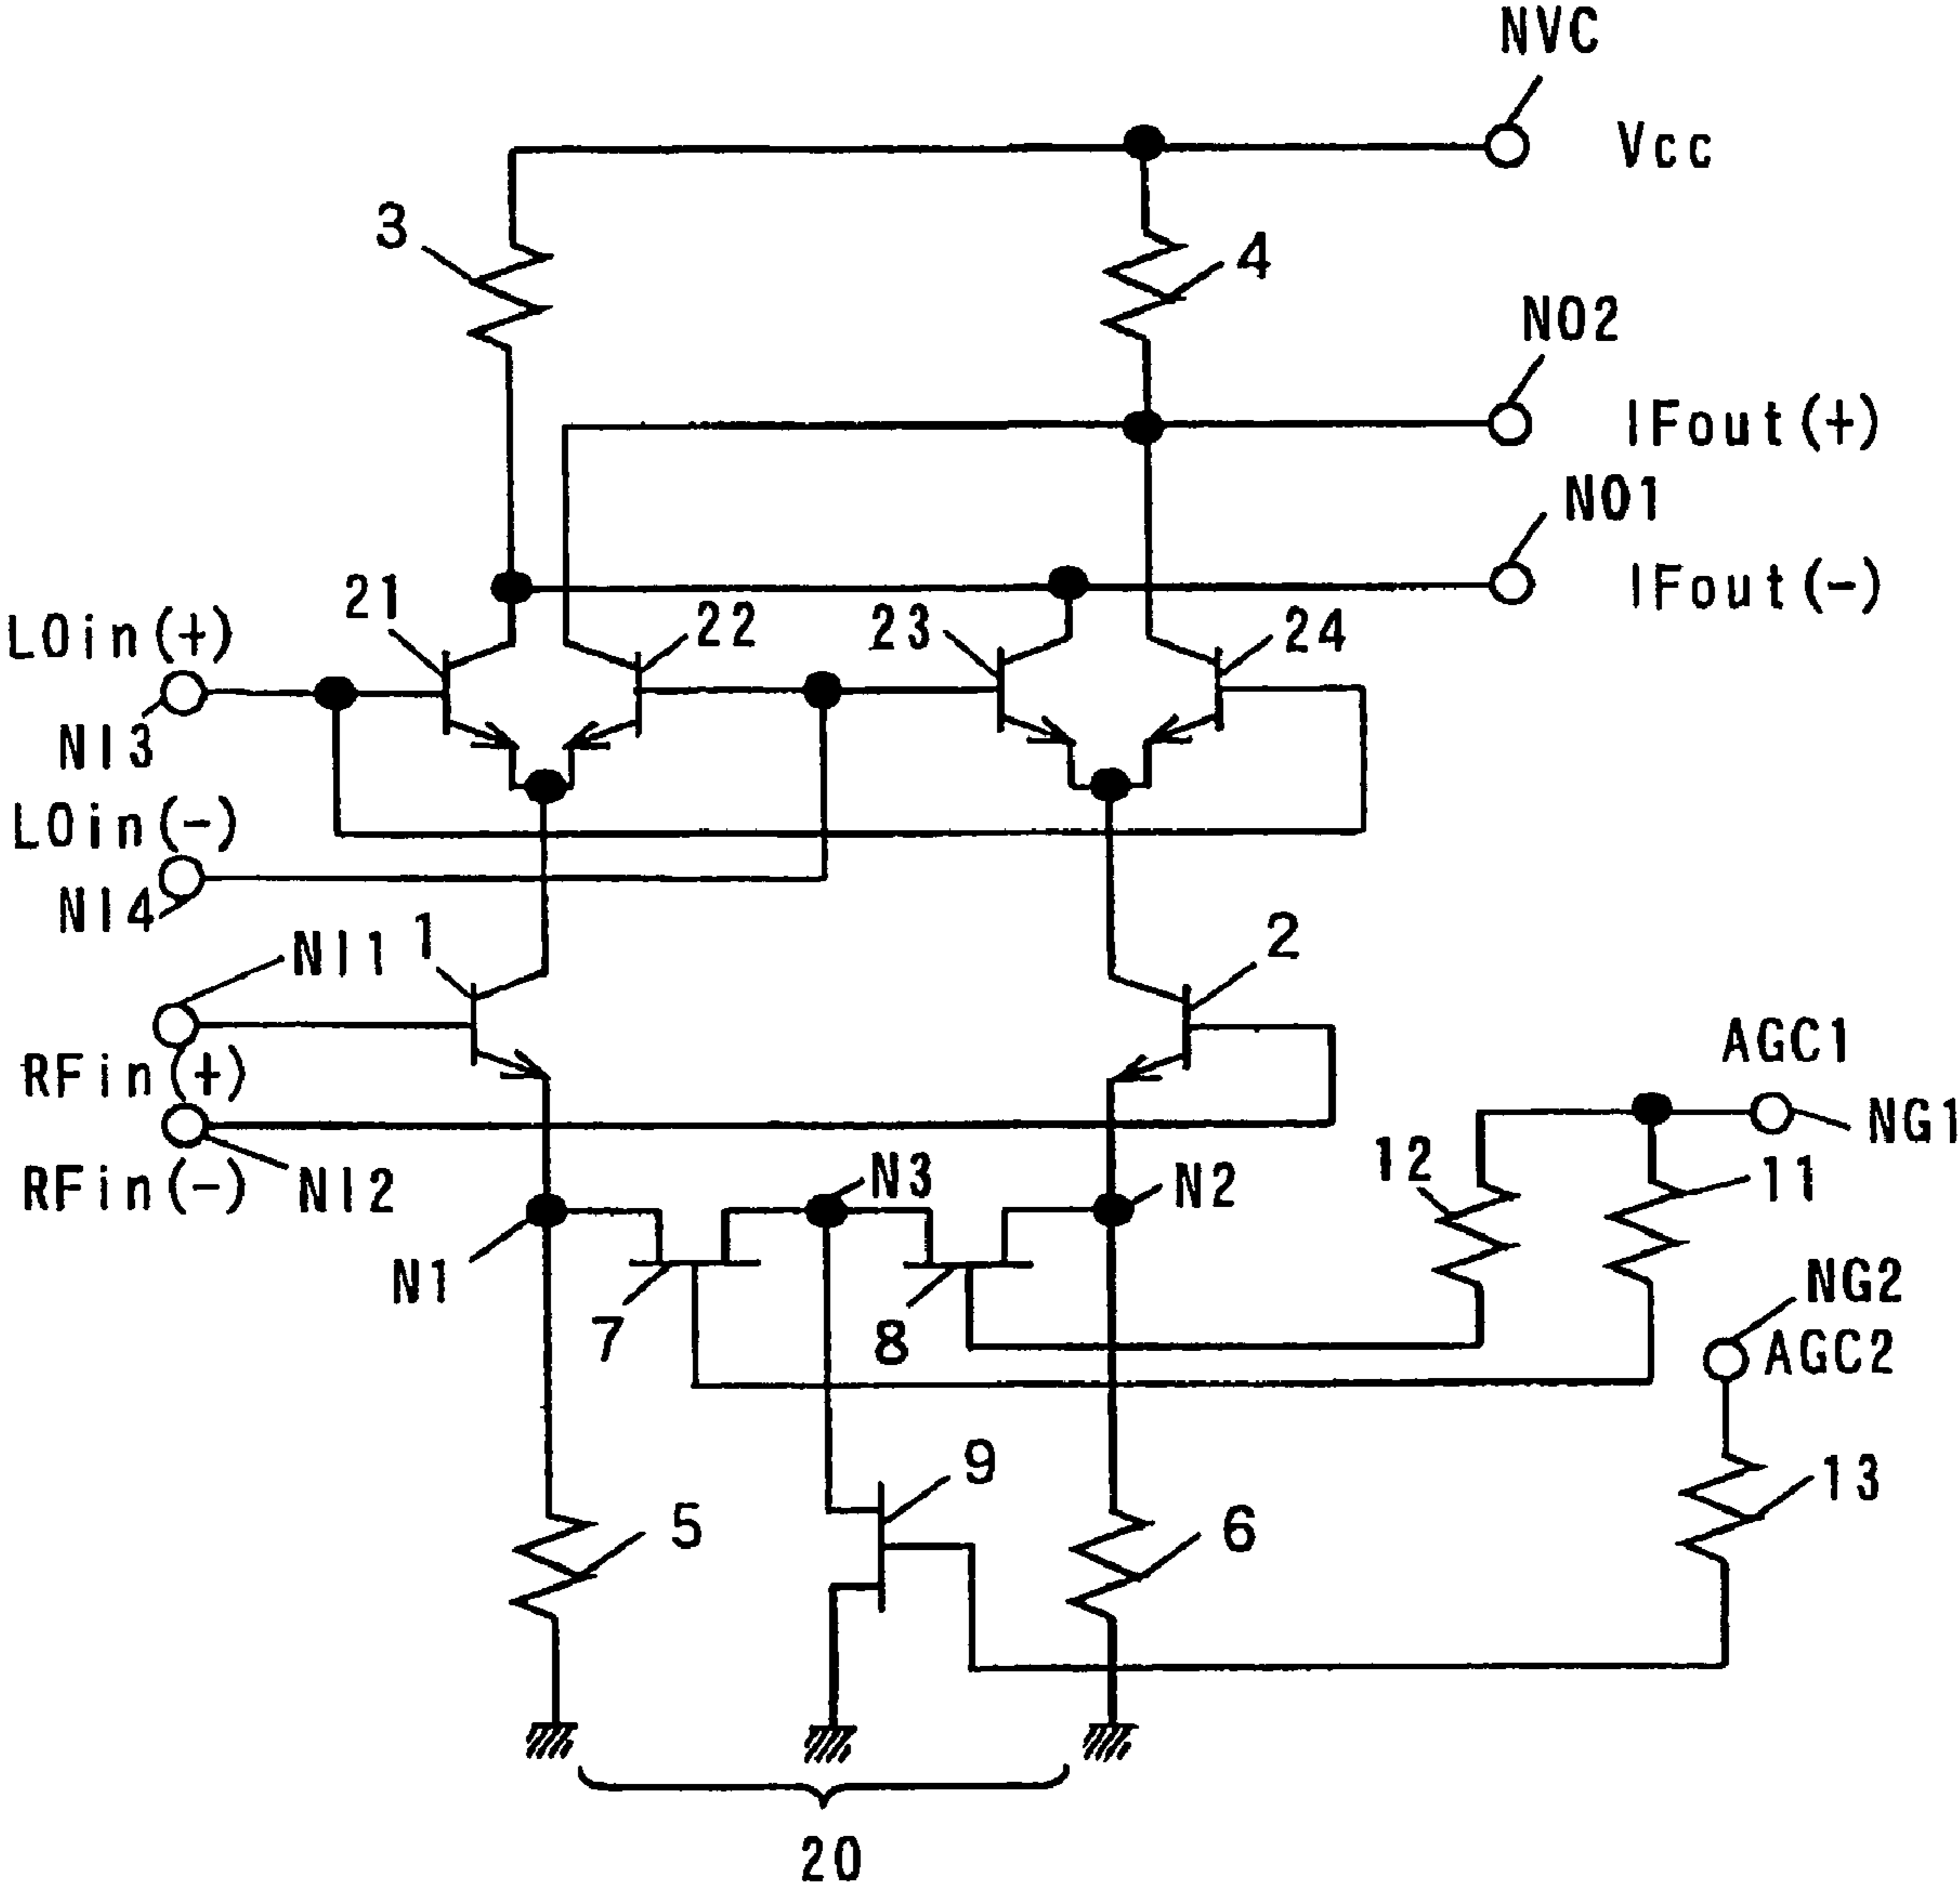 NVC
Vcc
3
4
NO2
IFout(+)
NO1
IFout(-)
21
22
23
24
LOin(+)
NI3
LOin(-)
NI4
NI1
1
2
RFin(+)
RFin(-)
NI2
AGC1
NG1
12
11
N3
N2
N1
7
8
NG2
AGC2
9
13
5
6
20